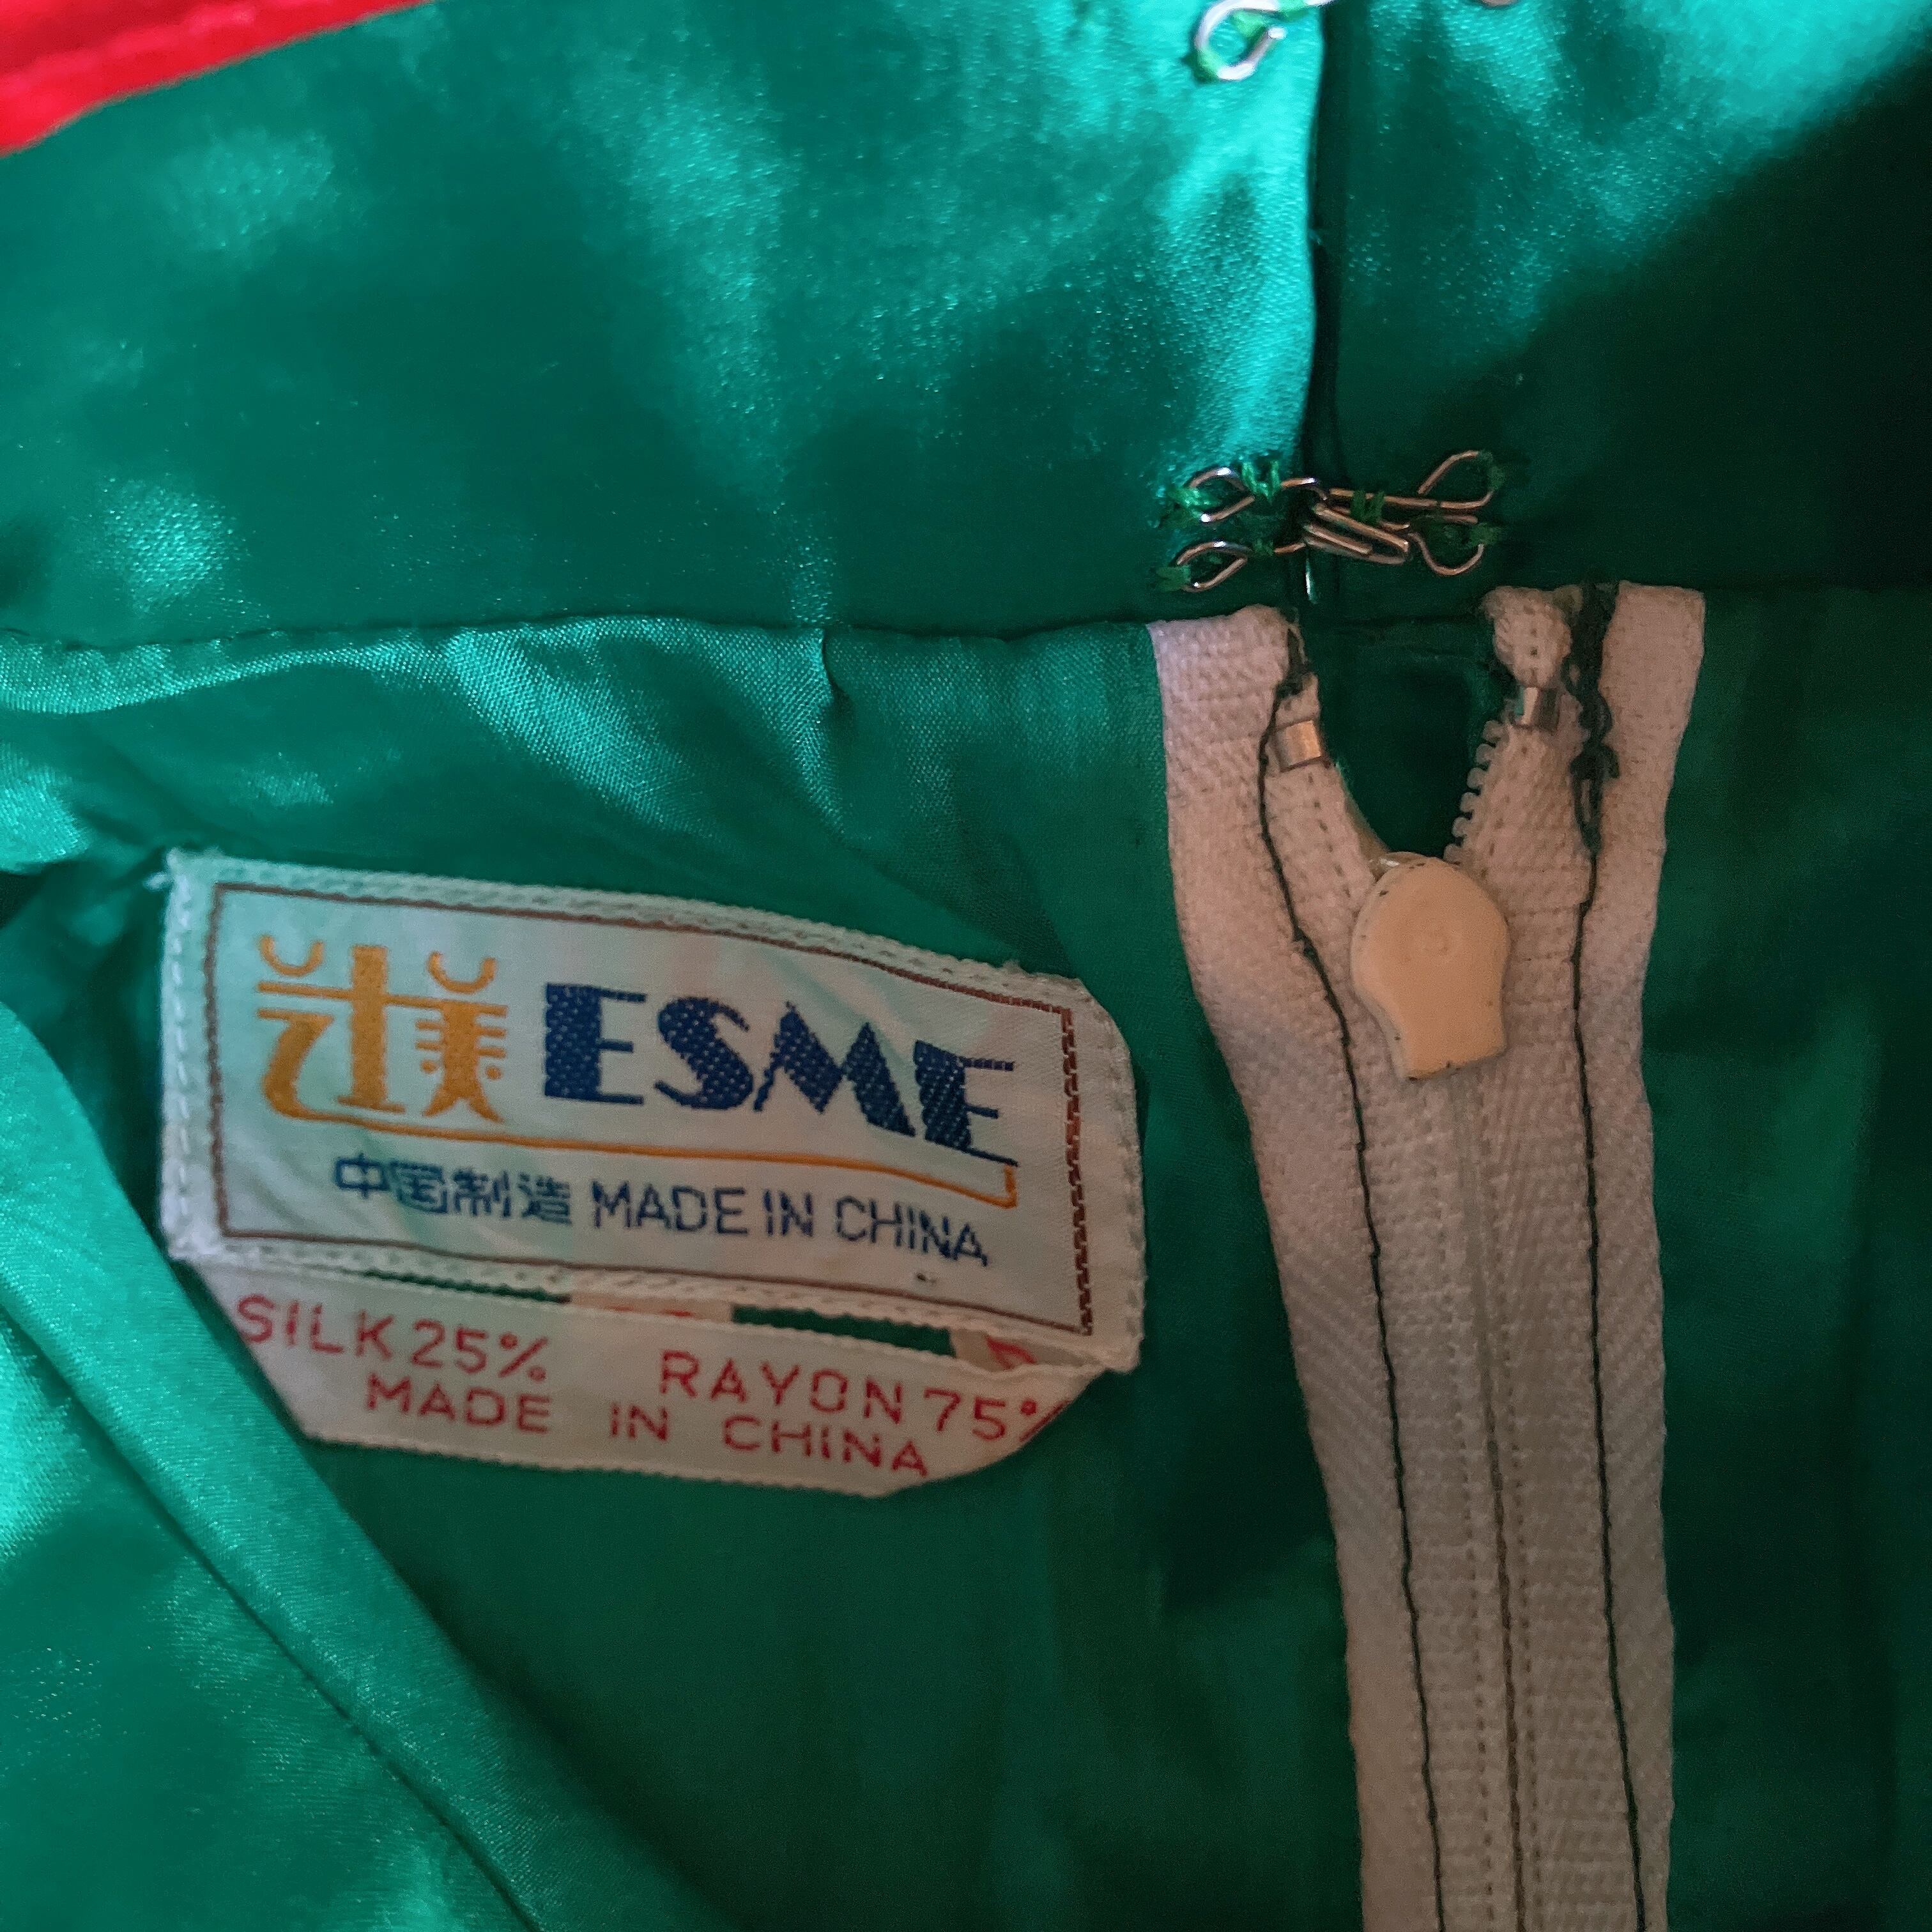 ESME
中国制造 MADE IN CHINA
SILK 25% RAYON 75%
MADE IN CHINA